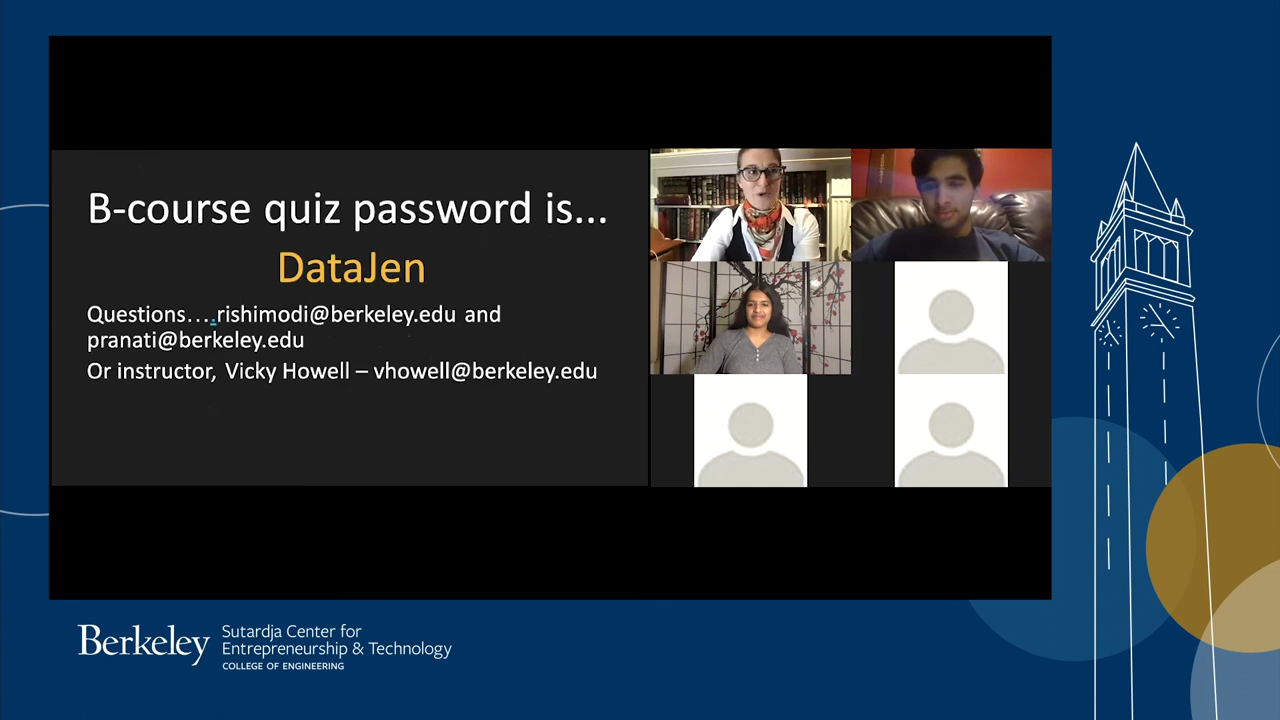 B-course quiz password is...
DataJen
Questions.....rishimodi@berkeley.edu and
pranati@berkeley.edu
Or instructor, Vicky Howell – vhowell@berkeley.edu
Berkeley
Sutardja Center for
Entrepreneurship & Technology
COLLEGE OF ENGINEERING